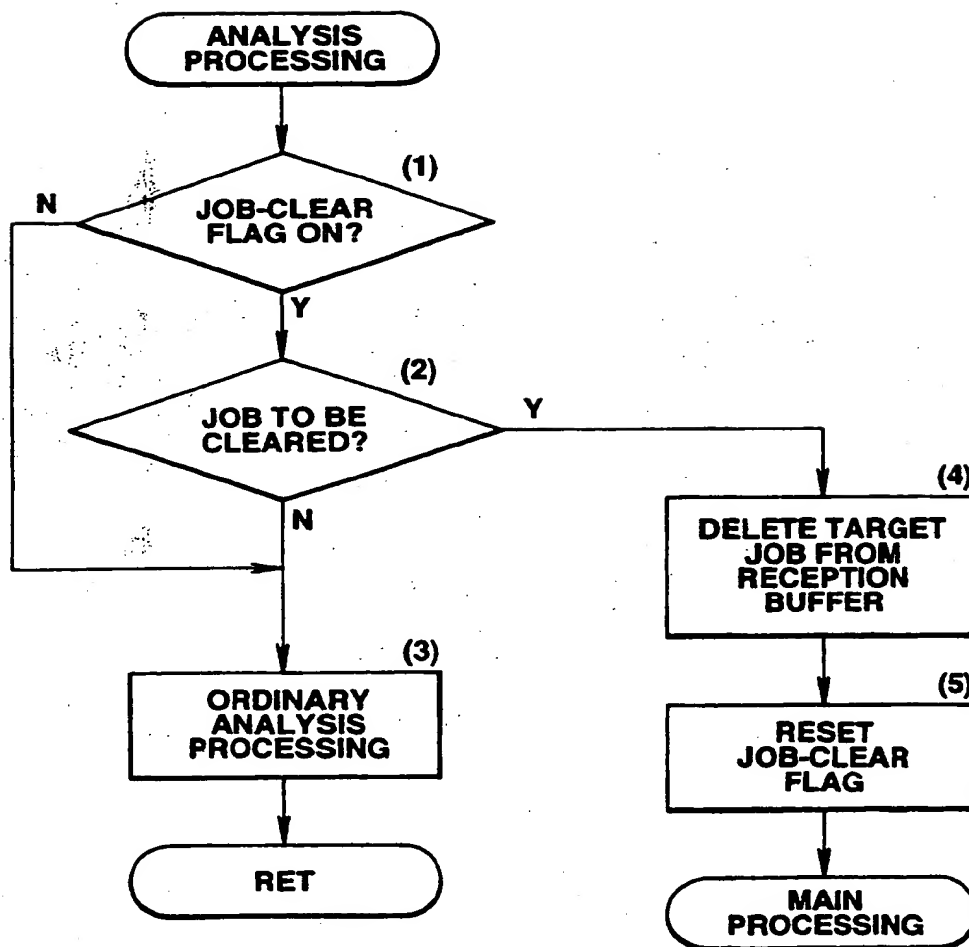 ANALYSIS
PROCESSING
(1)
N
JOB-CLEAR
FLAG ON?
Y
(2)
JOB TO BE
CLEARED?
Y
N
(4)
DELETE TARGET
JOB FROM
RECEPTION
BUFFER
(3)
ORDINARY
ANALYSIS
PROCESSING
(5)
RESET
JOB-CLEAR
FLAG
RET
MAIN
PROCESSING